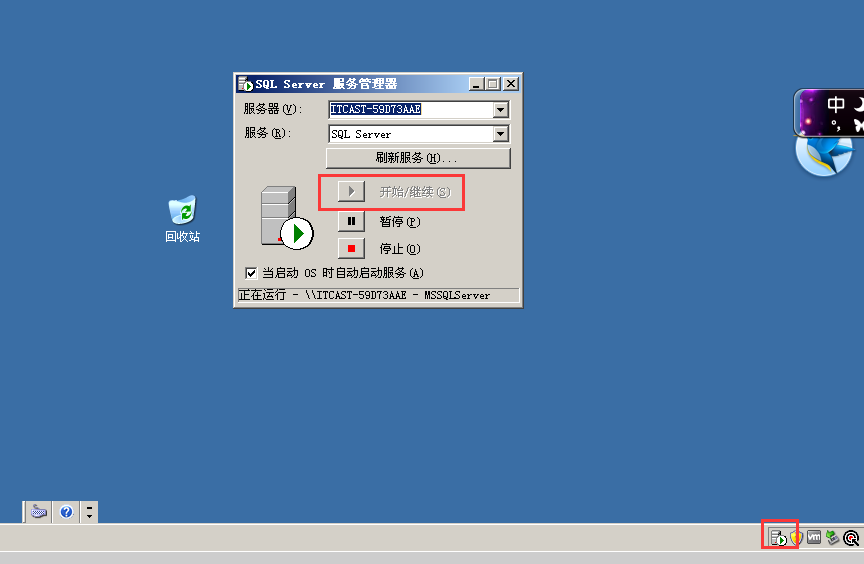 SQL Server 服务管理器
服务器(V):
ITCAST-59D73AAE
服务(R):
SQL Server
刷新服务(H)...
开始/继续(S)
暂停(P)
停止(O)
当启动 OS 时自动启动服务(A)
正在运行 - \\ITCAST-59D73AAE - MSSQLServer
中
回收站
vm